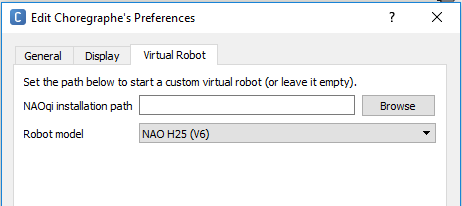 C Edit Choregraphe's Preferences ?
General Display Virtual Robot
Set the path below to start a custom virtual robot (or leave it empty).
NAOqi installation path Browse
Robot model NAO H25 (V6)